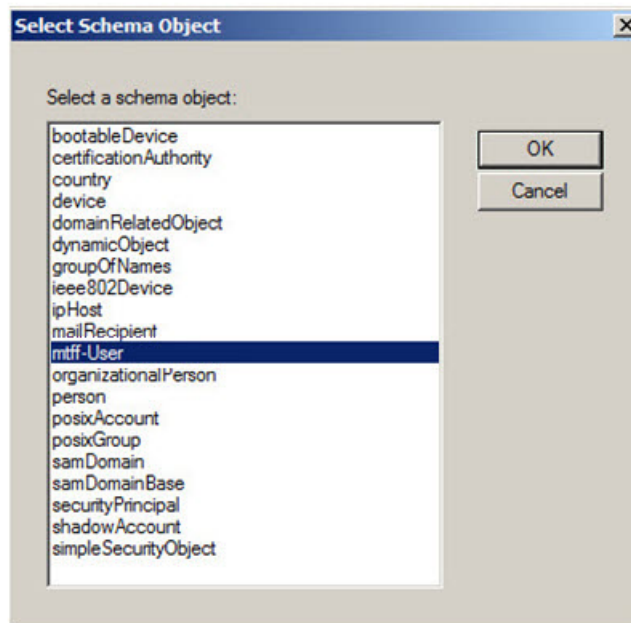 Select Schema Object
Select a schema object:
bootableDevice
certificationAuthority
country
device
domainRelatedObject
dynamicObject
groupOfNames
ieee802Device
ipHost
mailRecipient
mtff-User
organizationalPerson
person
posixAccount
posixGroup
samDomain
samDomainBase
securityPrincipal
shadowAccount
simpleSecurityObject
OK
Cancel